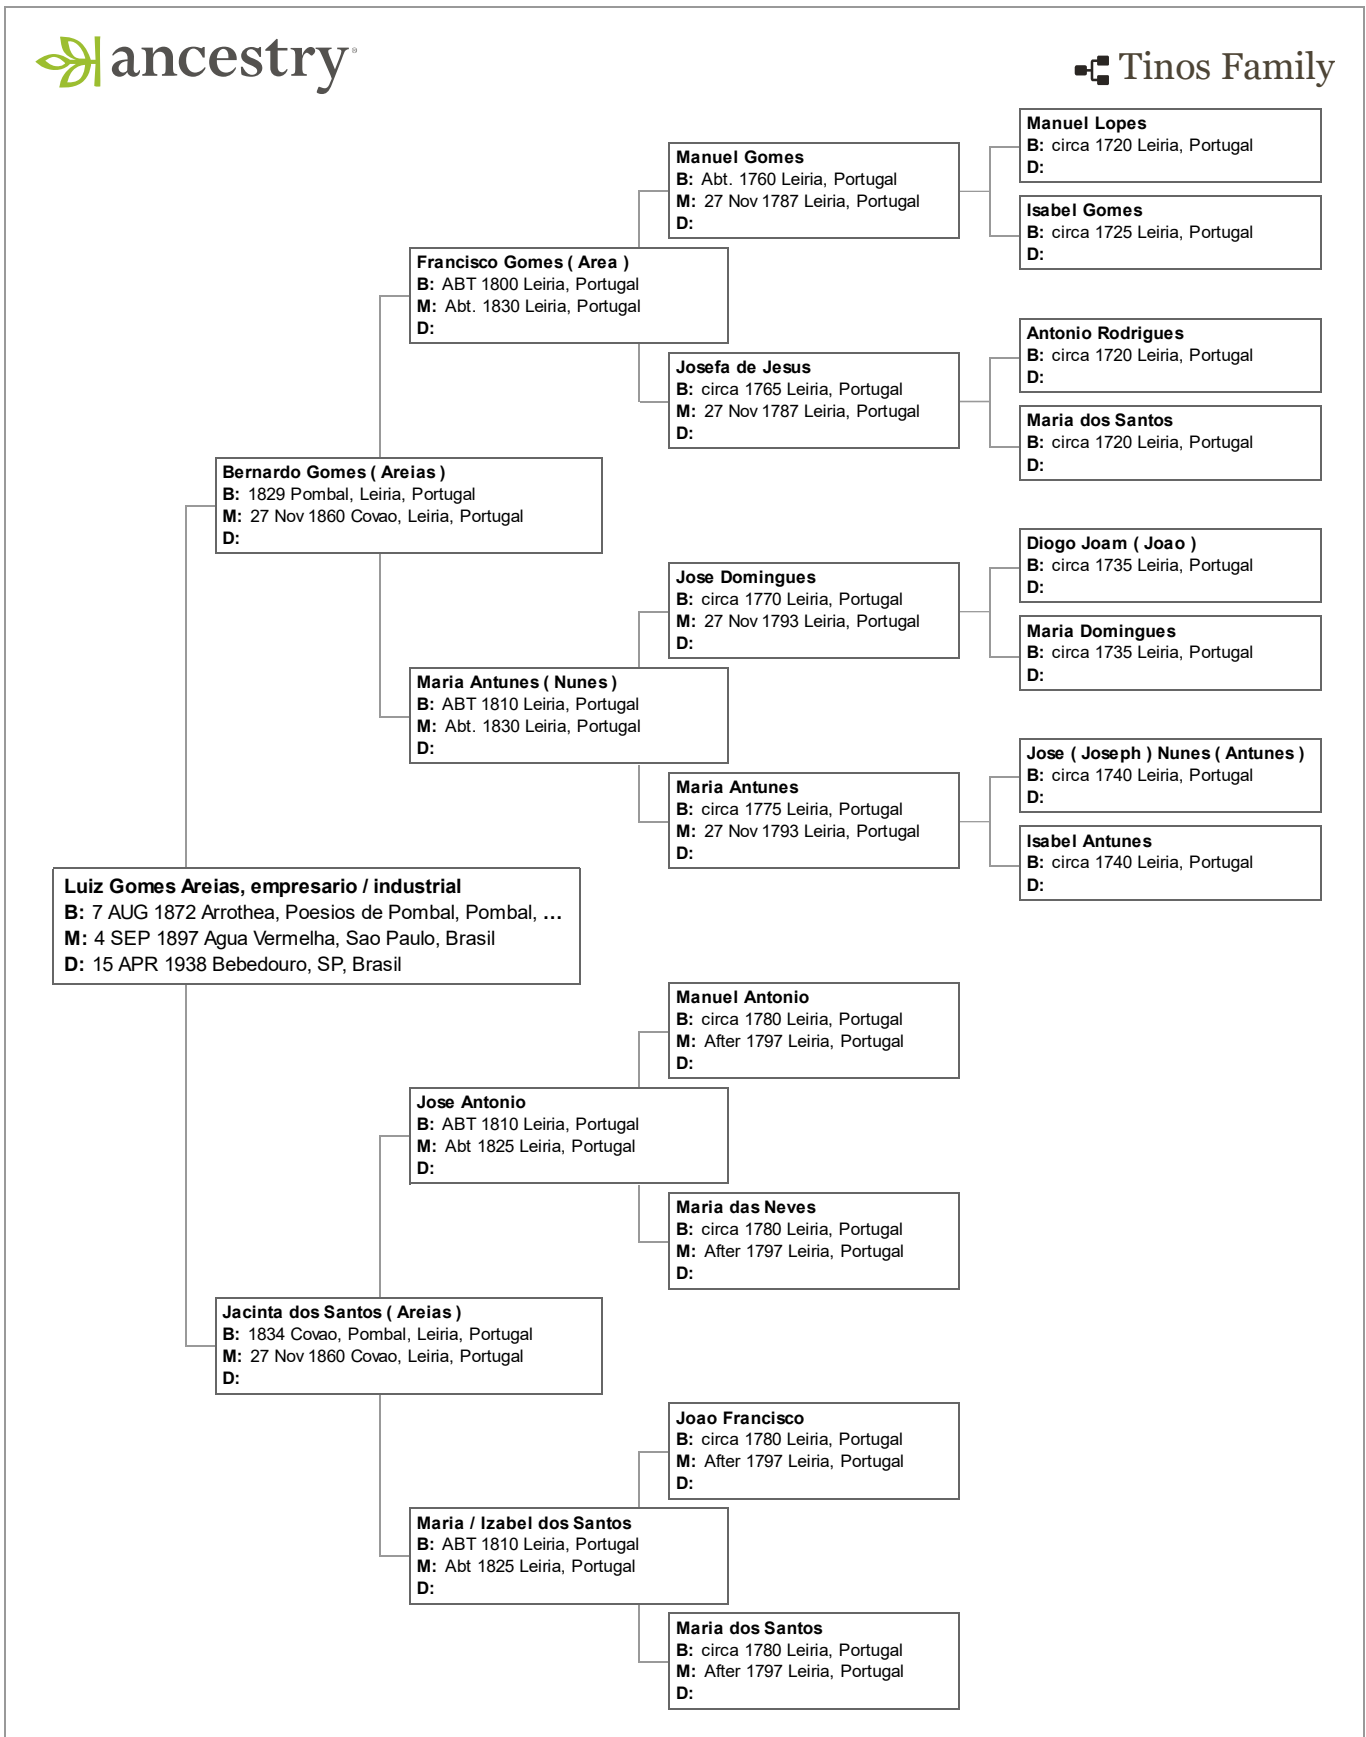 ancestry®
Tinos Family
Manuel Lopes
B: circa 1720 Leiria, Portugal
D:
Manuel Gomes
B: Abt. 1760 Leiria, Portugal
M: 27 Nov 1787 Leiria, Portugal
D:
Isabel Gomes
B: circa 1725 Leiria, Portugal
D:
Francisco Gomes ( Area )
B: ABT 1800 Leiria, Portugal
M: Abt. 1830 Leiria, Portugal
D:
Antonio Rodrigues
B: circa 1720 Leiria, Portugal
D:
Josefa de Jesus
B: circa 1765 Leiria, Portugal
M: 27 Nov 1787 Leiria, Portugal
D:
Maria dos Santos
B: circa 1720 Leiria, Portugal
D:
Bernardo Gomes ( Areias )
B: 1829 Pombal, Leiria, Portugal
M: 27 Nov 1860 Covao, Leiria, Portugal
D:
Diogo Joam ( Joao )
B: circa 1735 Leiria, Portugal
D:
Jose Domingues
B: circa 1770 Leiria, Portugal
M: 27 Nov 1793 Leiria, Portugal
D:
Maria Domingues
B: circa 1735 Leiria, Portugal
D:
Maria Antunes ( Nunes )
B: ABT 1810 Leiria, Portugal
M: Abt. 1830 Leiria, Portugal
D:
Jose ( Joseph ) Nunes ( Antunes )
B: circa 1740 Leiria, Portugal
D:
Maria Antunes
B: circa 1775 Leiria, Portugal
M: 27 Nov 1793 Leiria, Portugal
D:
Isabel Antunes
B: circa 1740 Leiria, Portugal
D:
Luiz Gomes Areias, empresario / industrial
B: 7 AUG 1872 Arrothea, Poesios de Pombal, Pombal, ...
M: 4 SEP 1897 Agua Vermelha, Sao Paulo, Brasil
D: 15 APR 1938 Bebedouro, SP, Brasil
Manuel Antonio
B: circa 1780 Leiria, Portugal
M: After 1797 Leiria, Portugal
D:
Jose Antonio
B: ABT 1810 Leiria, Portugal
M: Abt 1825 Leiria, Portugal
D:
Maria das Neves
B: circa 1780 Leiria, Portugal
M: After 1797 Leiria, Portugal
D:
Jacinta dos Santos ( Areias )
B: 1834 Covao, Pombal, Leiria, Portugal
M: 27 Nov 1860 Covao, Leiria, Portugal
D:
Joao Francisco
B: circa 1780 Leiria, Portugal
M: After 1797 Leiria, Portugal
D:
Maria / Izabel dos Santos
B: ABT 1810 Leiria, Portugal
M: Abt 1825 Leiria, Portugal
D:
Maria dos Santos
B: circa 1780 Leiria, Portugal
M: After 1797 Leiria, Portugal
D: